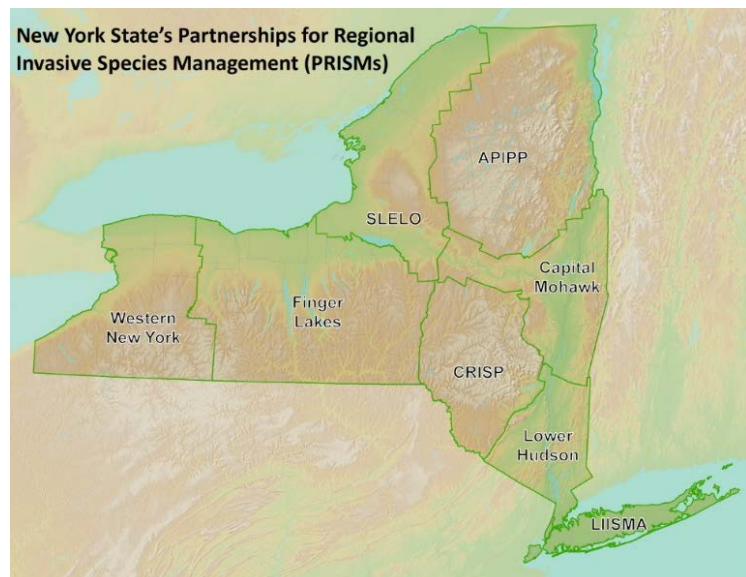 New York State's Partnerships for Regional
Invasive Species Management (PRISMs)
APIPP
SLELO
Capital
Mohawk
Western
New York
Finger
Lakes
CRISP
Lower
Hudson
LIISMA